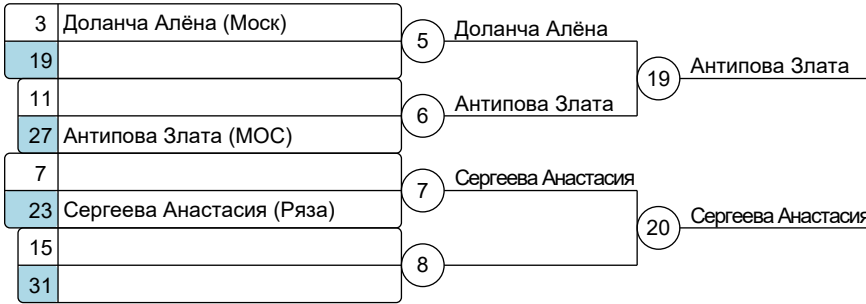 3 Доланча Алёна (Моск)
19
5 Доланча Алёна
19 Антипова Злата
11
27 Антипова Злата (МОС)
6 Антипова Злата
7
23 Сергеева Анастасия (Ряза)
7 Сергеева Анастасия
20 Сергеева Анастасия
15
31
8